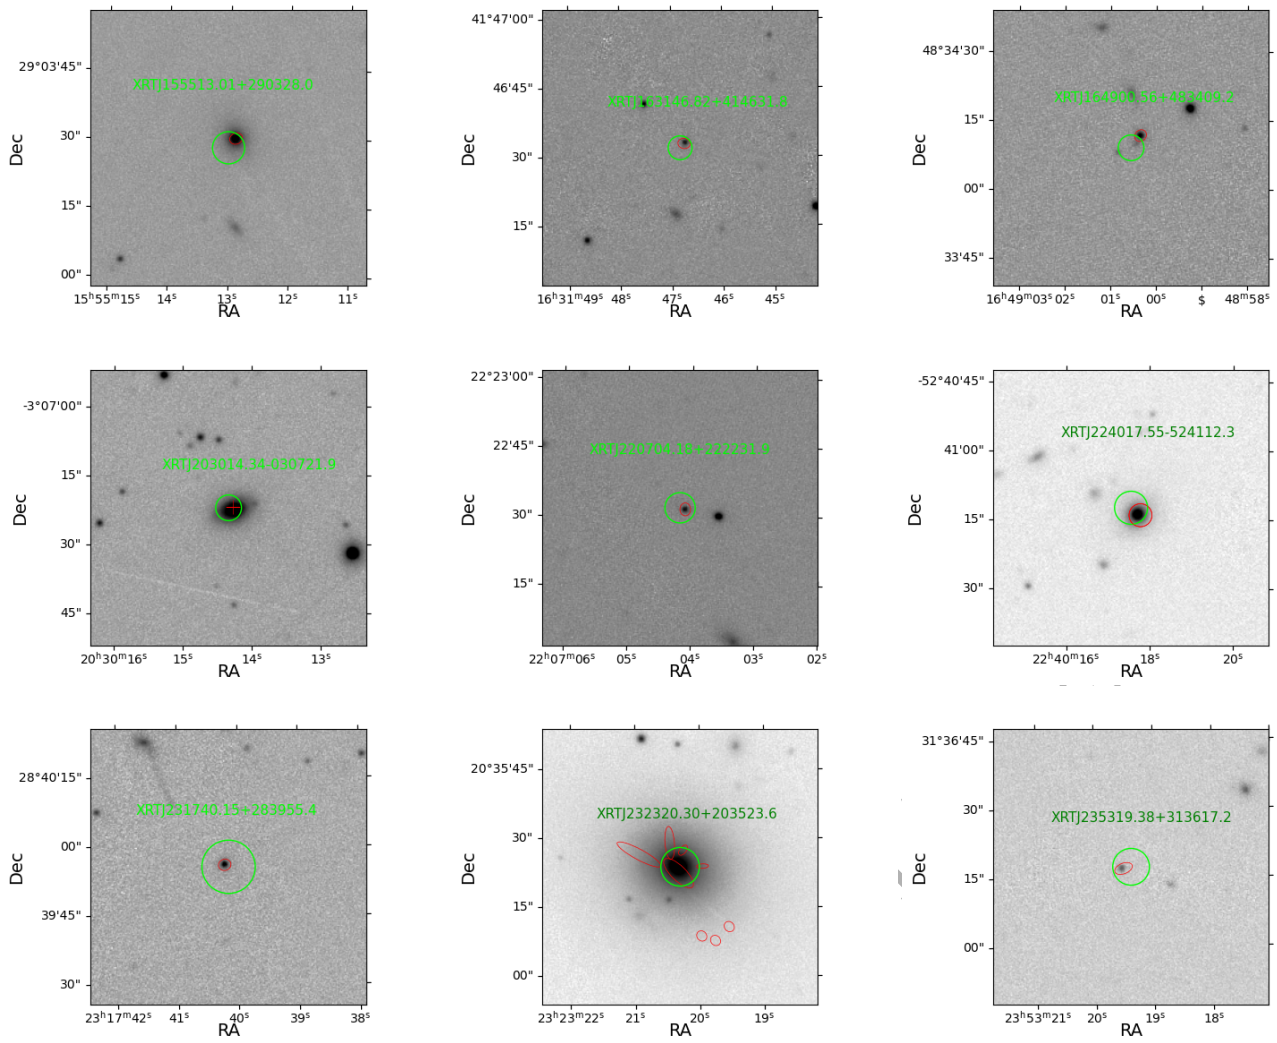 29°03'45"
30"
15"
00"
Dec
XRTJ155513.01+290328.0
15ʰ55ᵐ15ˢ 14ˢ 13ˢ 12ˢ 11ˢ
RA
41°47'00"
46'45"
30"
15"
Dec
XRTJ163146.82+414631.8
16ʰ31ᵐ49ˢ 48ˢ 47ˢ 46ˢ 45ˢ
RA
48°34'30"
15"
00"
33'45"
Dec
16ʰ49ᵐ03ˢ 02ˢ 01ˢ 00ˢ $ 48ᵐ58ˢ
RA
-3°07'00"
15"
30"
45"
Dec
XRTJ203014.34-030721.9
20ʰ30ᵐ16ˢ 15ˢ 14ˢ 13ˢ
RA
22°23'00"
22'45"
30"
15"
Dec
XRTJ220704.18+222231.9
22ʰ07ᵐ06ˢ 05ˢ 04ˢ 03ˢ 02ˢ
RA
-52°40'45"
41'00"
15"
30"
Dec
XRTJ224017.55-524112.3
22ʰ40ᵐ16ˢ 18ˢ 20ˢ
RA
28°40'15"
00"
39'45"
30"
Dec
XRTJ231740.15+283955.4
23ʰ17ᵐ42ˢ 41ˢ 40ˢ 39ˢ 38ˢ
RA
20°35'45"
30"
15"
00"
Dec
XRTJ232320.30+203523.6
23ʰ23ᵐ22ˢ 21ˢ 20ˢ 19ˢ
RA
31°36'45"
30"
15"
00"
Dec
XRTJ235319.38+313617.2
23ʰ53ᵐ21ˢ 20ˢ 19ˢ 18ˢ
RA